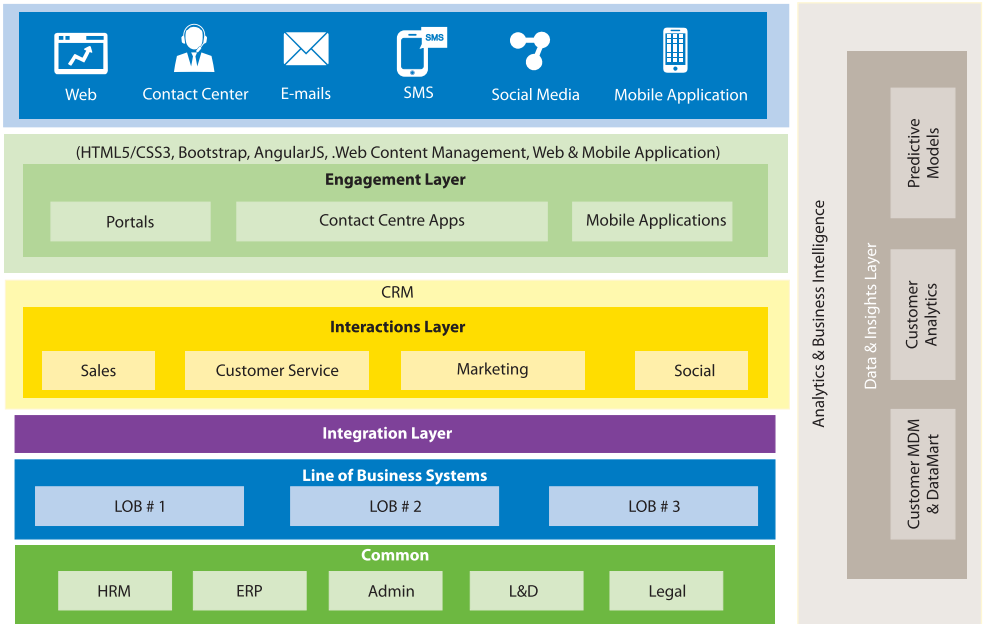 SMS
Web
Contact Center
E-mails
SMS
Social Media
Mobile Application
(HTML5/CSS3, Bootstrap, AngularJS, .Web Content Management, Web & Mobile Application)
Engagement Layer
Portals
Contact Centre Apps
Mobile Applications
CRM
Interactions Layer
Sales
Customer Service
Marketing
Social
Integration Layer
Line of Business Systems
LOB # 1
LOB # 2
LOB # 3
Common
HRM
ERP
Admin
L&D
Legal
Analytics & Business Intelligence
Data & Insights Layer
Predictive
Models
Customer
Analytics
Customer MDM
& DataMart